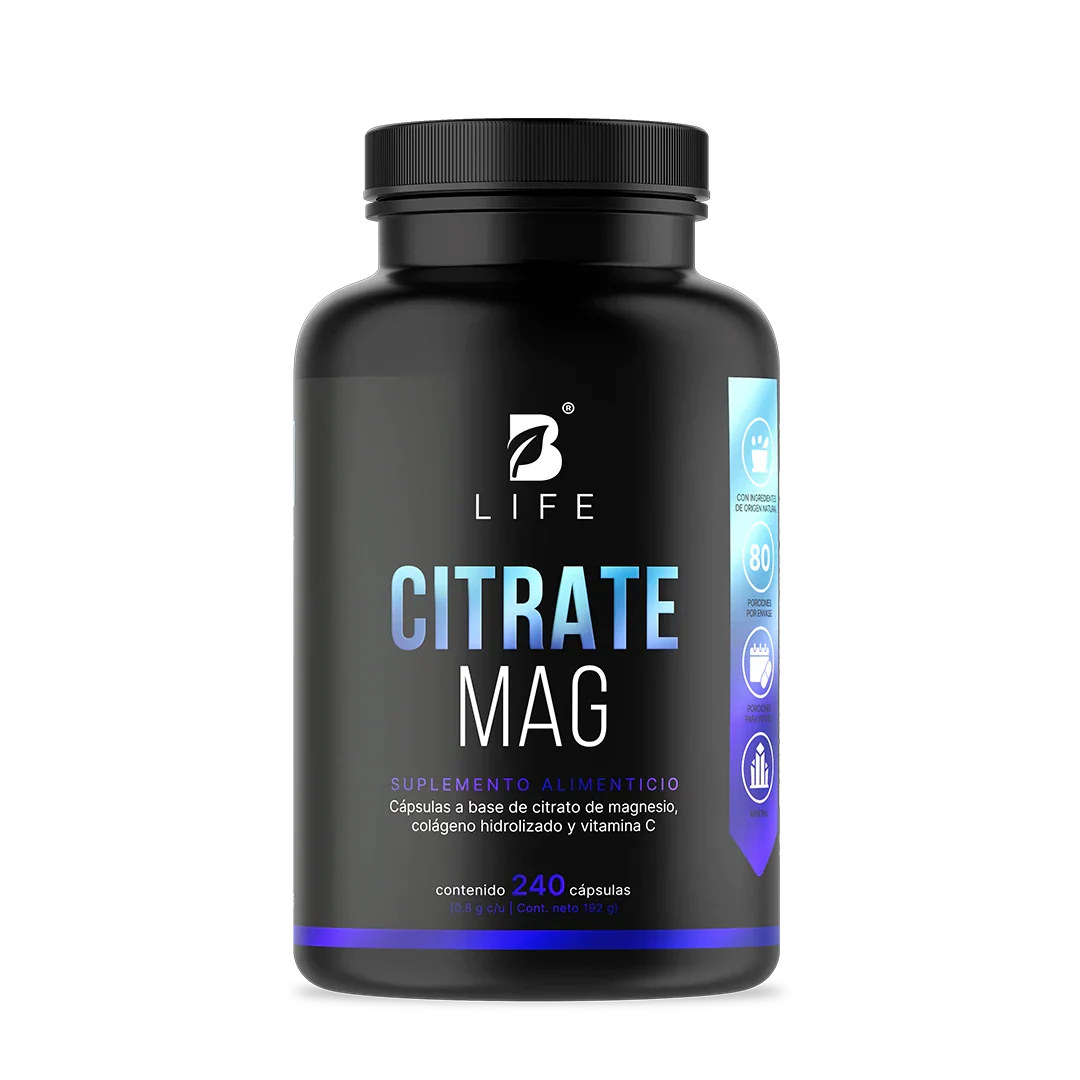 B®
LIFE
CITRATE
MAG
SUPLEMENTO ALIMENTICIO
Cápsulas a base de citrato de magnesio,
colágeno hidrolizado y vitamina C
contenido 240 cápsulas
(0.8 g c/u | Cont. neto 192 g)
CON INGREDIENTES
DE ORIGEN NATURAL
80
PORCIONES
POR ENVASE
PORCIONES